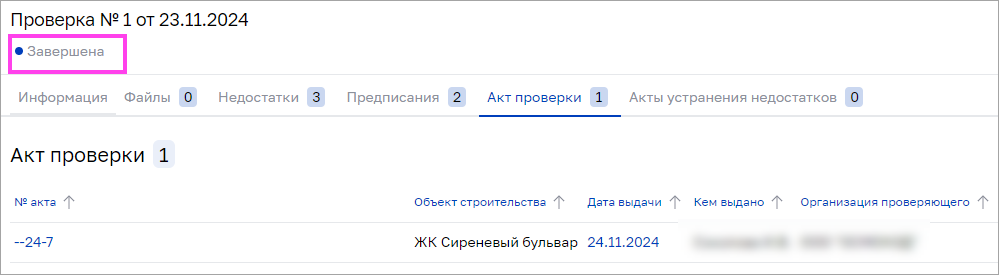 Проверка № 1 от 23.11.2024
Завершена
Информация Файлы 0 Недостатки 3 Предписания 2 Акт проверки 1 Акты устранения недостатков 0
Акт проверки 1
№ акта Объект строительства Дата выдачи Кем выдано Организация проверяющего
--24-7 ЖК Сиреневый бульвар 24.11.2024